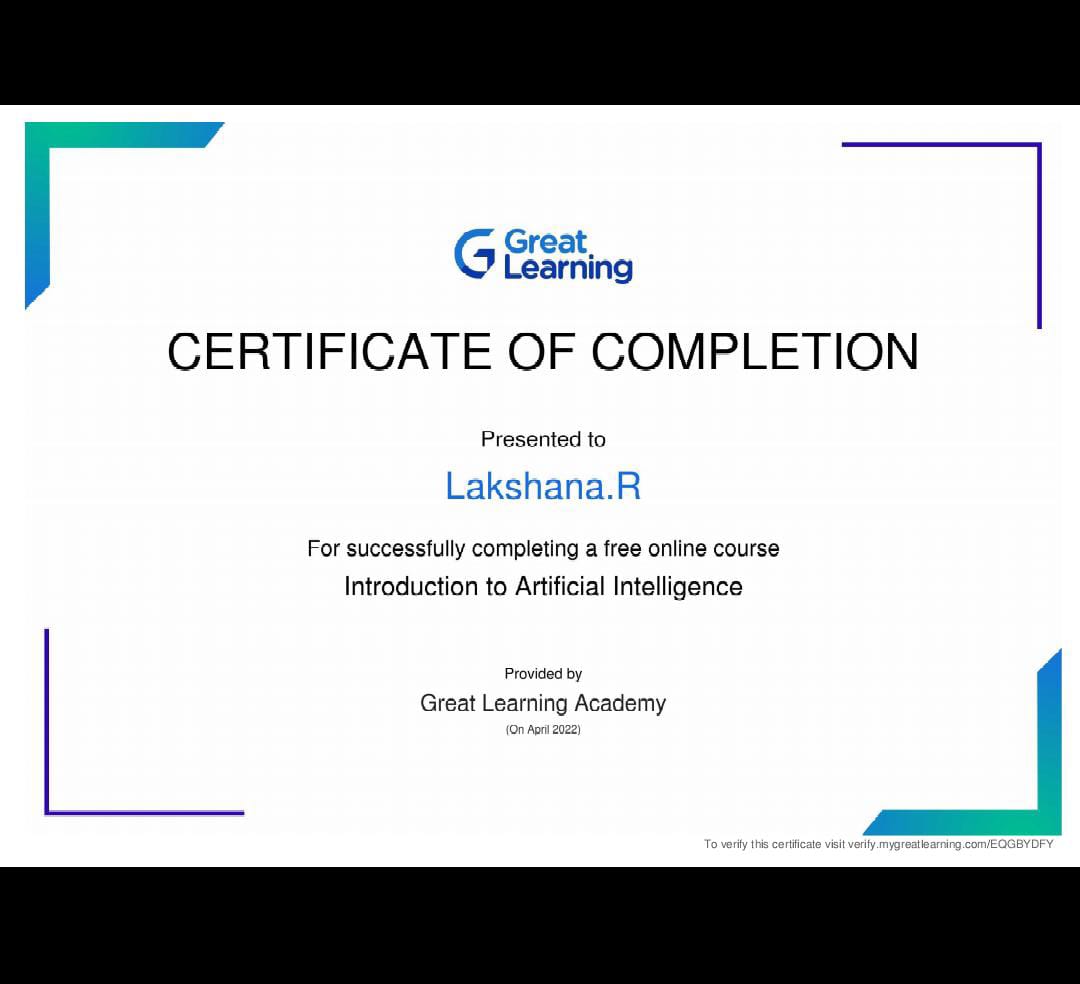 Great
Learning
CERTIFICATE OF COMPLETION
Presented to
Lakshana.R
For successfully completing a free online course
Introduction to Artificial Intelligence
Provided by
Great Learning Academy
(On April 2022)
To verify this certificate visit verify.mygreatlearning.com/EQGBYDFY